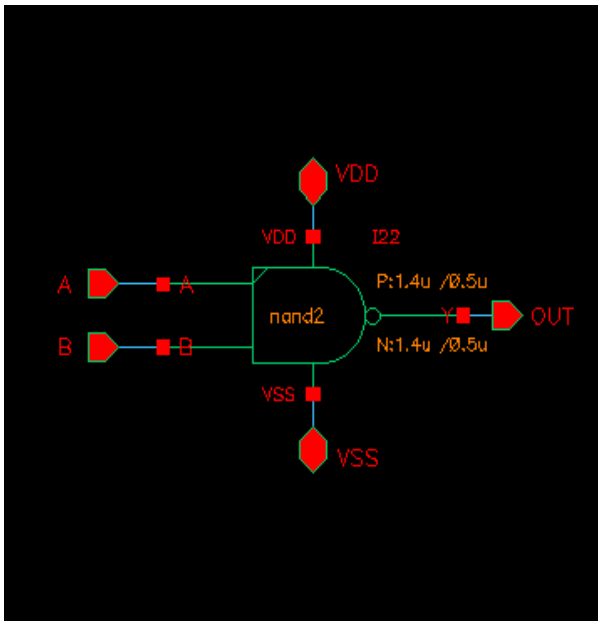 VDD
VDD I22
A A P:1.4u /0.5u
nand2 Y OUT
B B N:1.4u /0.5u
VSS
VSS